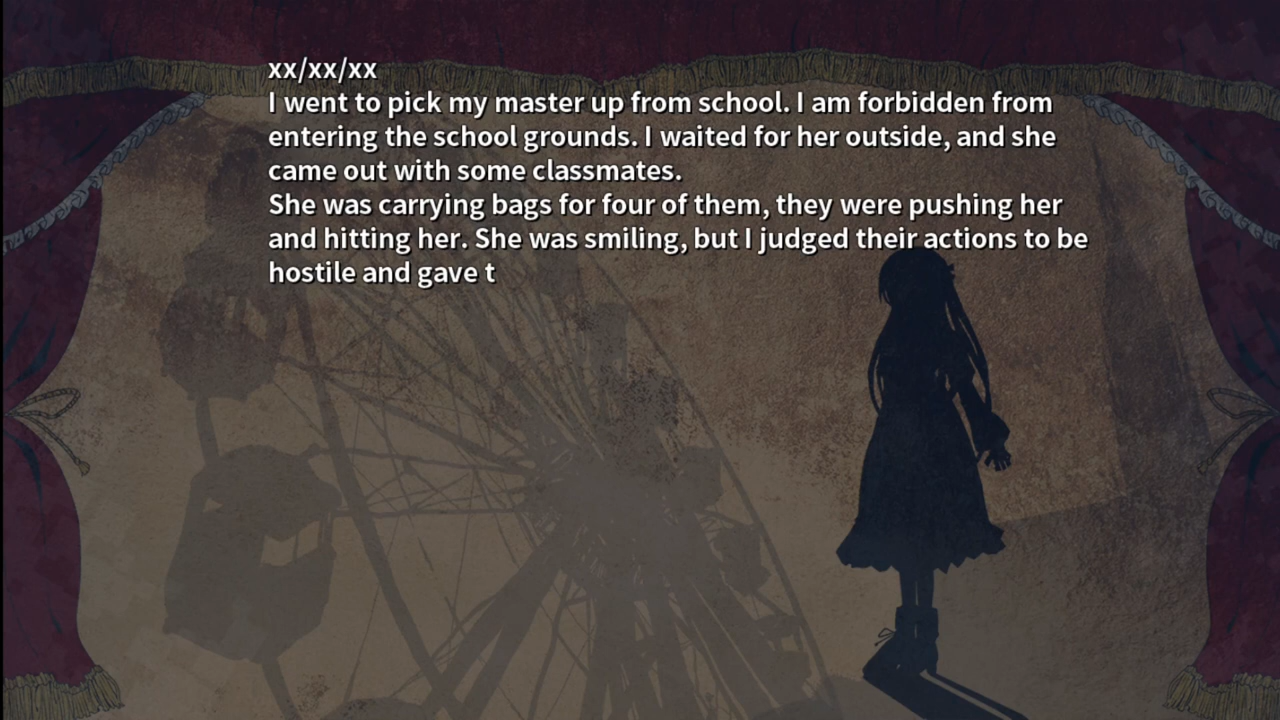 xx/xx/xx
I went to pick my master up from school. I am forbidden from
entering the school grounds. I waited for her outside, and she
came out with some classmates.
She was carrying bags for four of them, they were pushing her
and hitting her. She was smiling, but I judged their actions to be
hostile and gave t